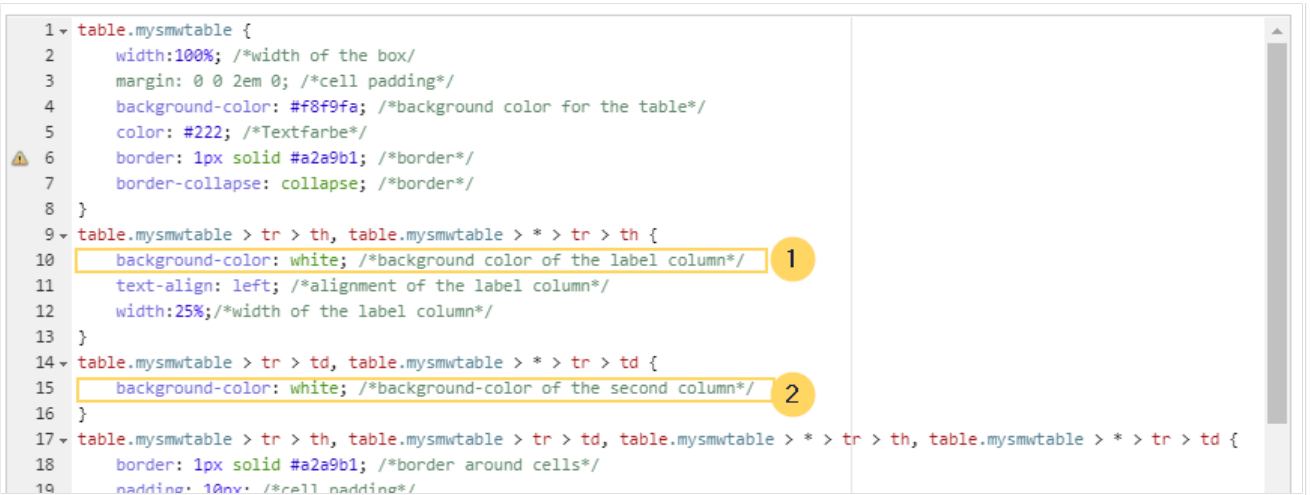 1 table.mysmwtable {
2 width:100%; /*width of the box/
3 margin: 0 0 2em 0; /*cell padding*/
4 background-color: #f8f9fa; /*background color for the table*/
5 color: #222; /*Textfarbe*/
6 border: 1px solid #a2a9b1; /*border*/
7 border-collapse: collapse; /*border*/
8 }
9 table.mysmwtable > tr > th, table.mysmwtable > * > tr > th {
10 background-color: white; /*background color of the label column*/ 1
11 text-align: left; /*alignment of the label column*/
12 width:25%;/*width of the label column*/
13 }
14 table.mysmwtable > tr > td, table.mysmwtable > * > tr > td {
15 background-color: white; /*background-color of the second column*/ 2
16 }
17 table.mysmwtable > tr > th, table.mysmwtable > tr > td, table.mysmwtable > * > tr > th, table.mysmwtable > * > tr > td {
18 border: 1px solid #a2a9b1; /*border around cells*/
19 padding: 10px; /*cell padding*/